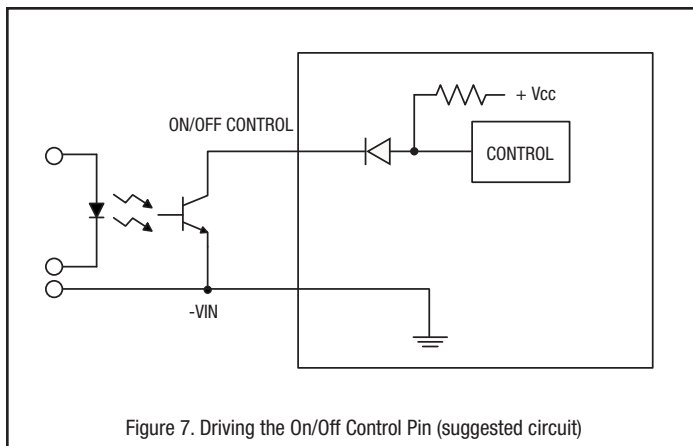 + Vcc
ON/OFF CONTROL
CONTROL
-VIN
Figure 7. Driving the On/Off Control Pin (suggested circuit)